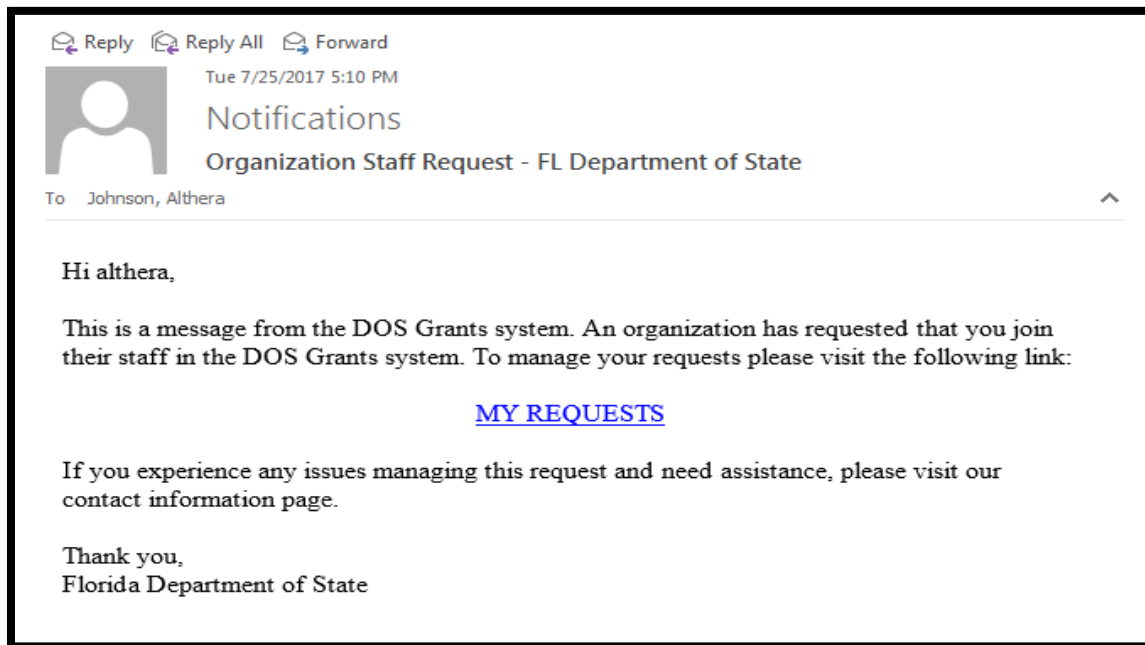 Reply Reply All Forward
Tue 7/25/2017 5:10 PM
Notifications
Organization Staff Request - FL Department of State
To Johnson, Althera
Hi althera,
This is a message from the DOS Grants system. An organization has requested that you join
their staff in the DOS Grants system. To manage your requests please visit the following link:
MY REQUESTS
If you experience any issues managing this request and need assistance, please visit our
contact information page.
Thank you,
Florida Department of State